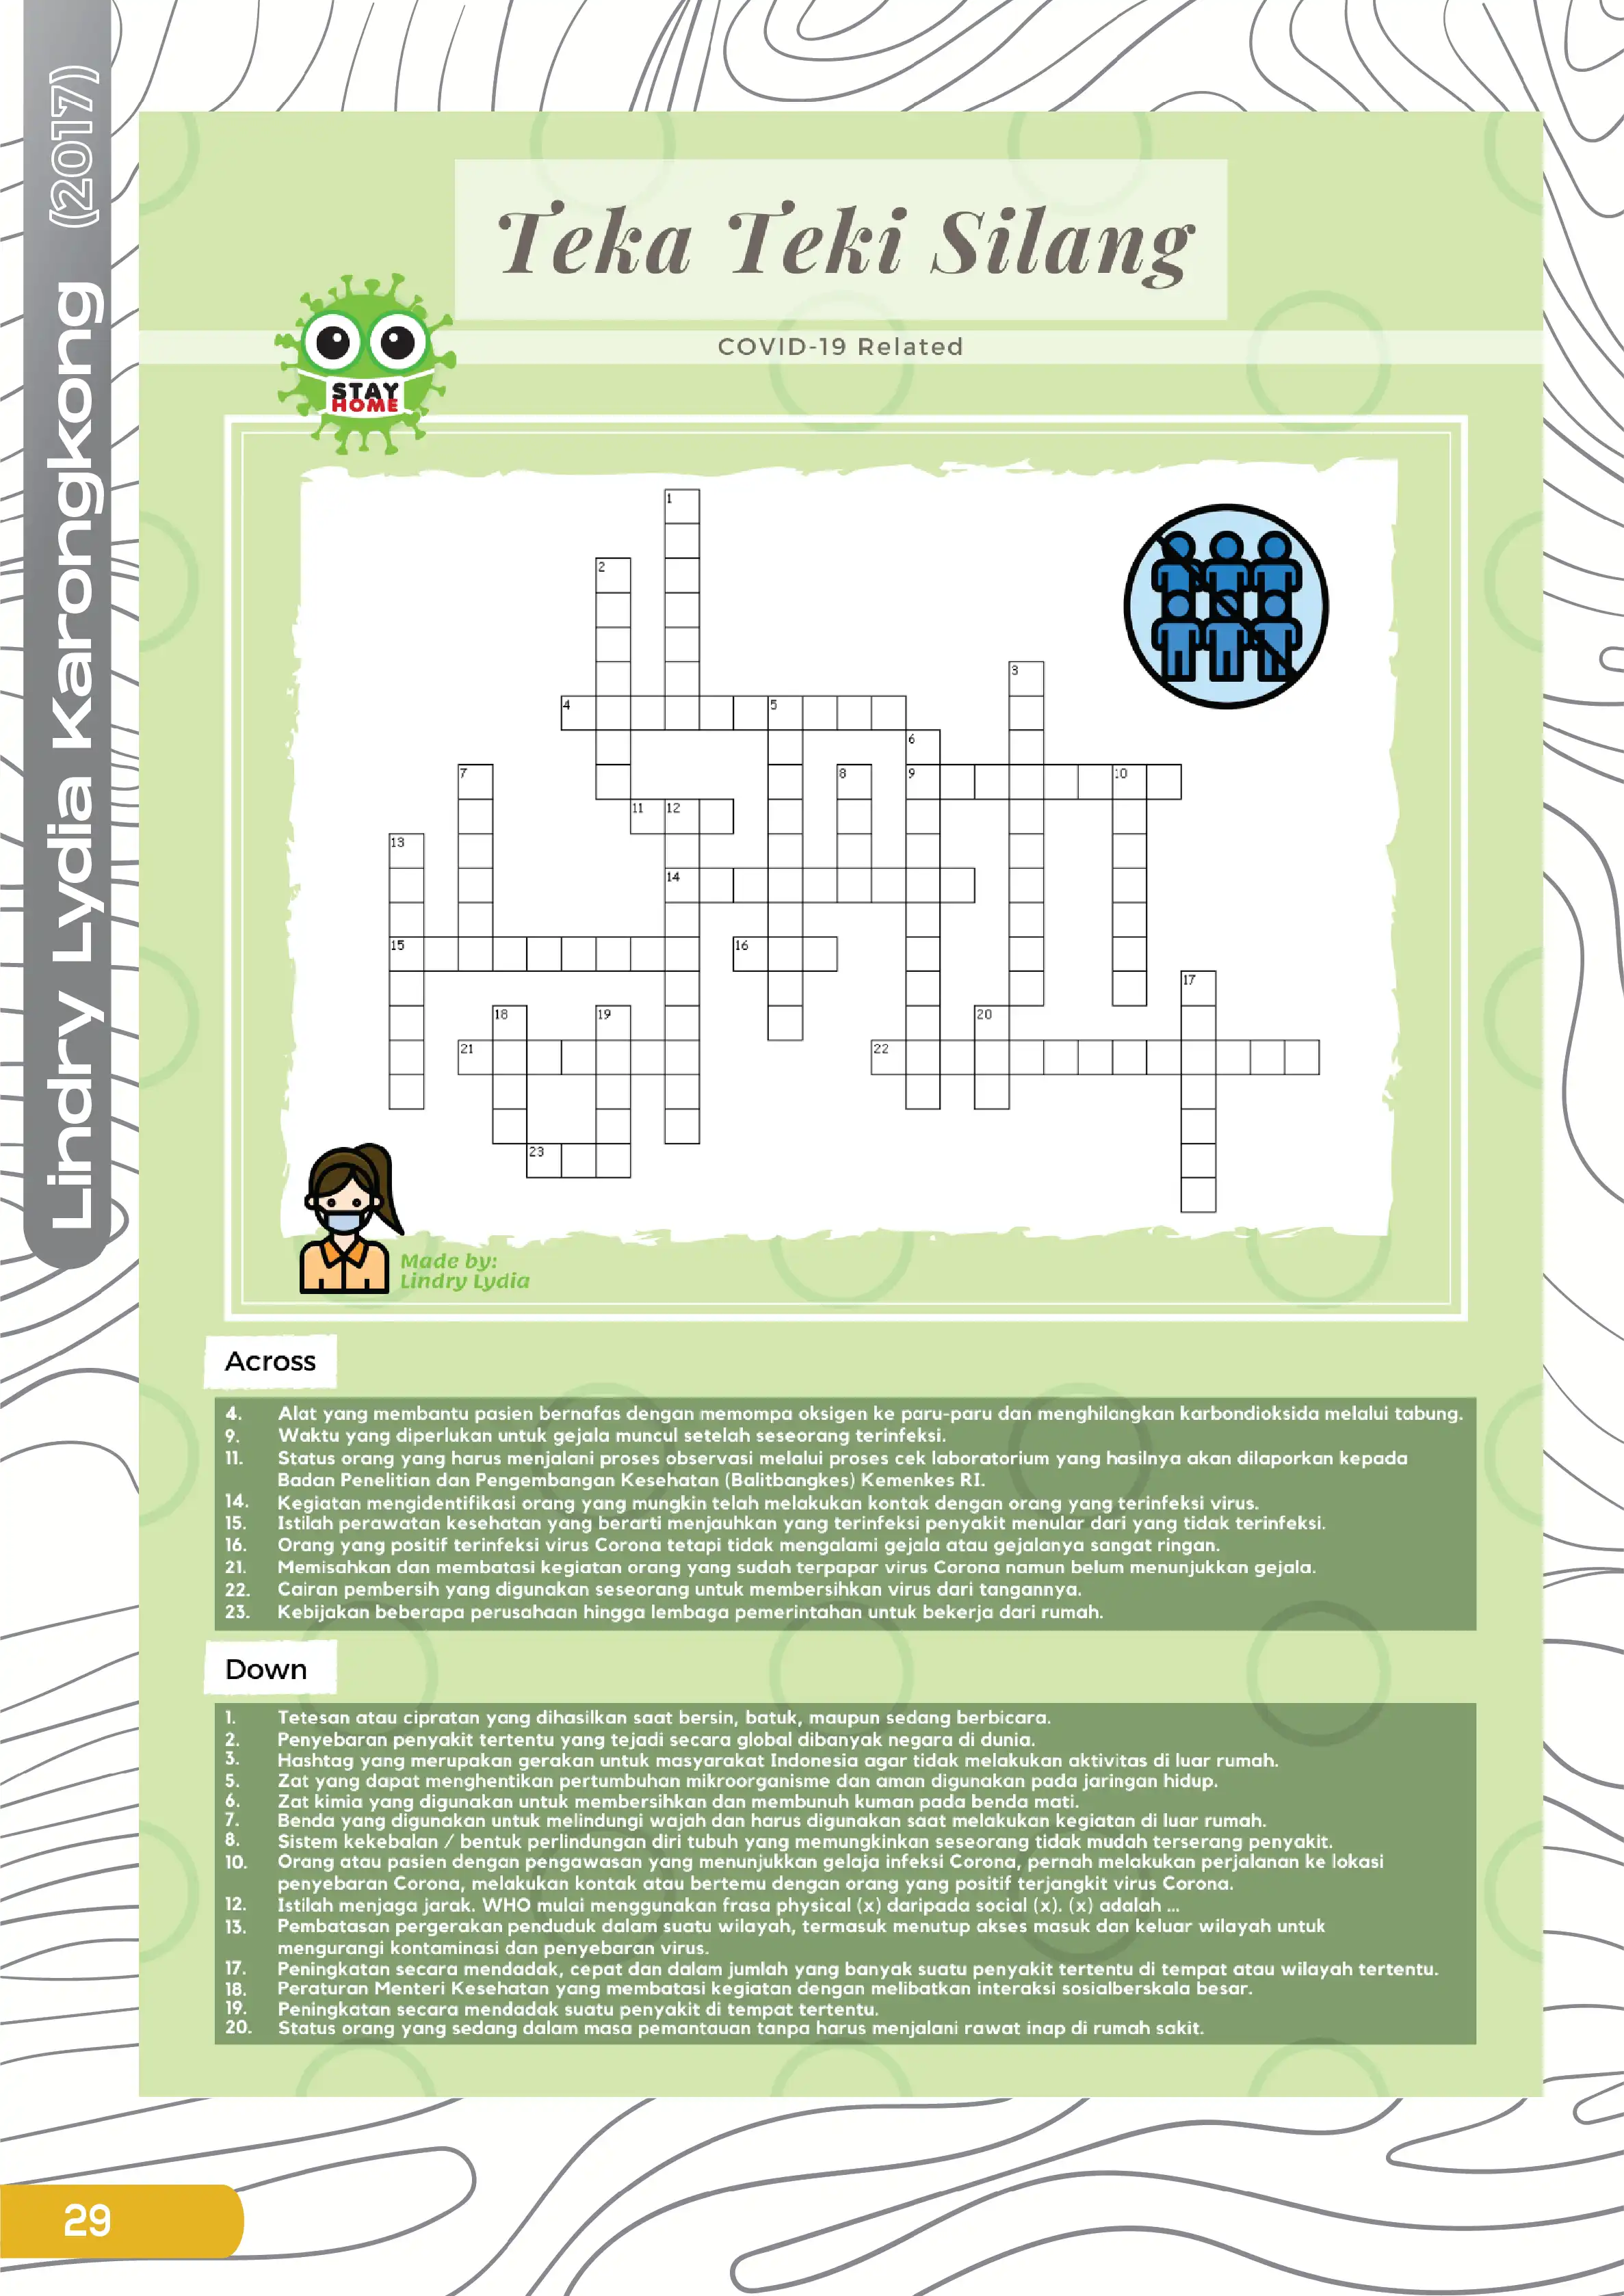 Lindry Lydia Karongkong (2017)
Teka Teki Silang
COVID-19 Related
STAY
HOME
1
2
3
4
5
6
7
8
9
10
11
12
13
14
15
16
17
18
19
20
21
22
23
Made by:
Lindry Lydia
Across
4. Alat yang membantu pasien bernafas dengan memompa oksigen ke paru-paru dan menghilangkan karbondioksida melalui tabung.
9. Waktu yang diperlukan untuk gejala muncul setelah seseorang terinfeksi.
11. Status orang yang harus menjalani proses observasi melalui proses cek laboratorium yang hasilnya akan dilaporkan kepada
Badan Penelitian dan Pengembangan Kesehatan (Balitbangkes) Kemenkes RI.
14. Kegiatan mengidentifikasi orang yang mungkin telah melakukan kontak dengan orang yang terinfeksi virus.
15. Istilah perawatan kesehatan yang berarti menjauhkan yang terinfeksi penyakit menular dari yang tidak terinfeksi.
16. Orang yang positif terinfeksi virus Corona tetapi tidak mengalami gejala atau gejalanya sangat ringan.
21. Memisahkan dan membatasi kegiatan orang yang sudah terpapar virus Corona namun belum menunjukkan gejala.
22. Cairan pembersih yang digunakan seseorang untuk membersihkan virus dari tangannya.
23. Kebijakan beberapa perusahaan hingga lembaga pemerintahan untuk bekerja dari rumah.
Down
1. Tetesan atau cipratan yang dihasilkan saat bersin, batuk, maupun sedang berbicara.
2. Penyebaran penyakit tertentu yang tejadi secara global dibanyak negara di dunia.
3. Hashtag yang merupakan gerakan untuk masyarakat Indonesia agar tidak melakukan aktivitas di luar rumah.
5. Zat yang dapat menghentikan pertumbuhan mikroorganisme dan aman digunakan pada jaringan hidup.
6. Zat kimia yang digunakan untuk membersihkan dan membunuh kuman pada benda mati.
7. Benda yang digunakan untuk melindungi wajah dan harus digunakan saat melakukan kegiatan di luar rumah.
8. Sistem kekebalan / bentuk perlindungan diri tubuh yang memungkinkan seseorang tidak mudah terserang penyakit.
10. Orang atau pasien dengan pengawasan yang menunjukkan gelaja infeksi Corona, pernah melakukan perjalanan ke lokasi
penyebaran Corona, melakukan kontak atau bertemu dengan orang yang positif terjangkit virus Corona.
12. Istilah menjaga jarak. WHO mulai menggunakan frasa physical (x) daripada social (x). (x) adalah ...
13. Pembatasan pergerakan penduduk dalam suatu wilayah, termasuk menutup akses masuk dan keluar wilayah untuk
mengurangi kontaminasi dan penyebaran virus.
17. Peningkatan secara mendadak, cepat dan dalam jumlah yang banyak suatu penyakit tertentu di tempat atau wilayah tertentu.
18. Peraturan Menteri Kesehatan yang membatasi kegiatan dengan melibatkan interaksi sosialberskala besar.
19. Peningkatan secara mendadak suatu penyakit di tempat tertentu.
20. Status orang yang sedang dalam masa pemantauan tanpa harus menjalani rawat inap di rumah sakit.
29